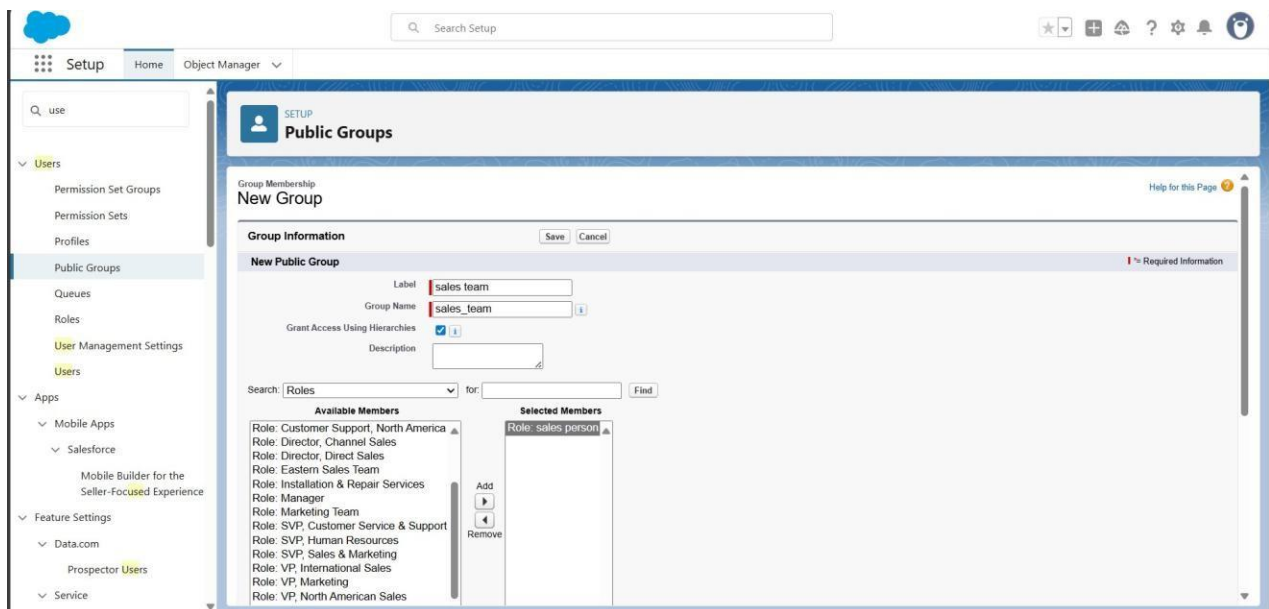 Search Setup
Setup
Home
Object Manager
use
Users
Permission Set Groups
Permission Sets
Profiles
Public Groups
Queues
Roles
User Management Settings
Users
Apps
Mobile Apps
Salesforce
Mobile Builder for the
Seller-Focused Experience
Feature Settings
Data.com
Prospector Users
Service
SETUP
Public Groups
Group Membership
New Group
Help for this Page
Group Information
Save Cancel
New Public Group
= Required Information
Label sales team
Group Name sales_team
Grant Access Using Hierarchies
Description
Search: Roles for: Find
Available Members
Role: Customer Support, North America
Role: Director, Channel Sales
Role: Director, Direct Sales
Role: Eastern Sales Team
Role: Installation & Repair Services
Role: Manager
Role: Marketing Team
Role: SVP, Customer Service & Support
Role: SVP, Human Resources
Role: SVP, Sales & Marketing
Role: VP, International Sales
Role: VP, Marketing
Role: VP, North American Sales
Add
Remove
Selected Members
Role: sales person